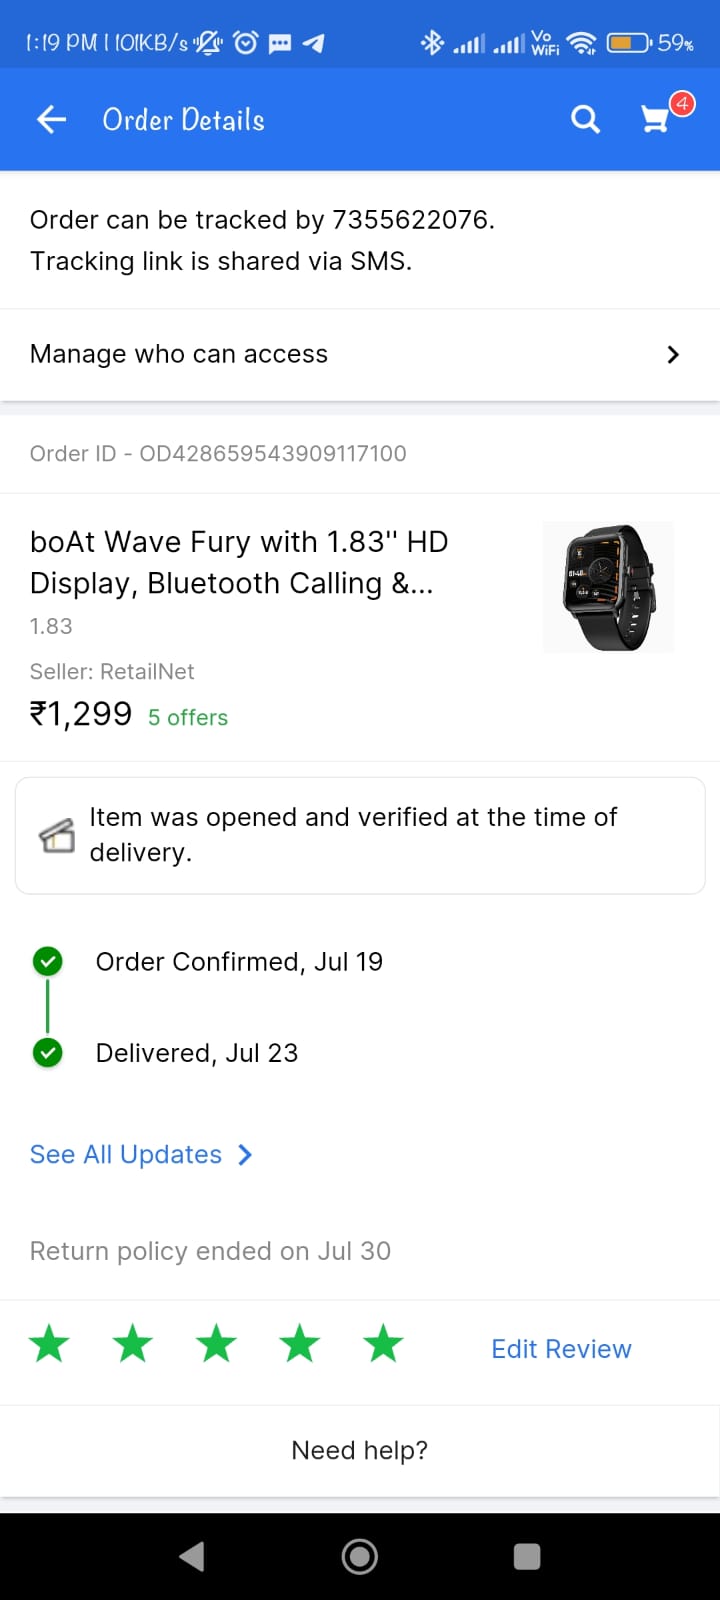 1:19 PM | 101KB/s
Vo
WiFi
59%
Order Details
4
Order can be tracked by 7355622076.
Tracking link is shared via SMS.
Manage who can access
Order ID - OD428659543909117100
boAt Wave Fury with 1.83'' HD
Display, Bluetooth Calling &...
1.83
Seller: RetailNet
₹1,299 5 offers
Item was opened and verified at the time of
delivery.
Order Confirmed, Jul 19
Delivered, Jul 23
See All Updates
Return policy ended on Jul 30
Edit Review
Need help?